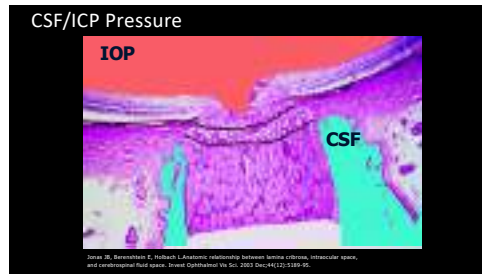 CSF/ICP Pressure
IOP
CSF
Jonas JB, Berenshtein E, Holbach L.Anatomic relationship between lamina cribrosa, intraocular space,
and cerebrospinal fluid space. Invest Ophthalmol Vis Sci. 2003 Dec;44(12):5189-95.